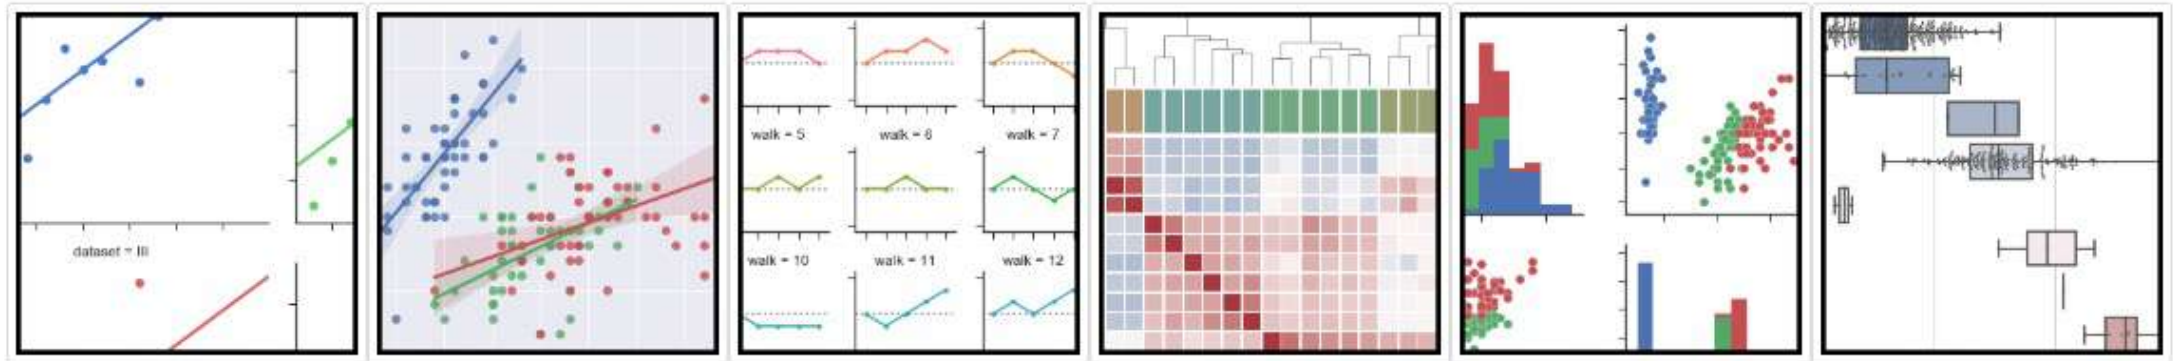 dataset = III
walk = 5
walk = 6
walk = 7
walk = 10
walk = 11
walk = 12